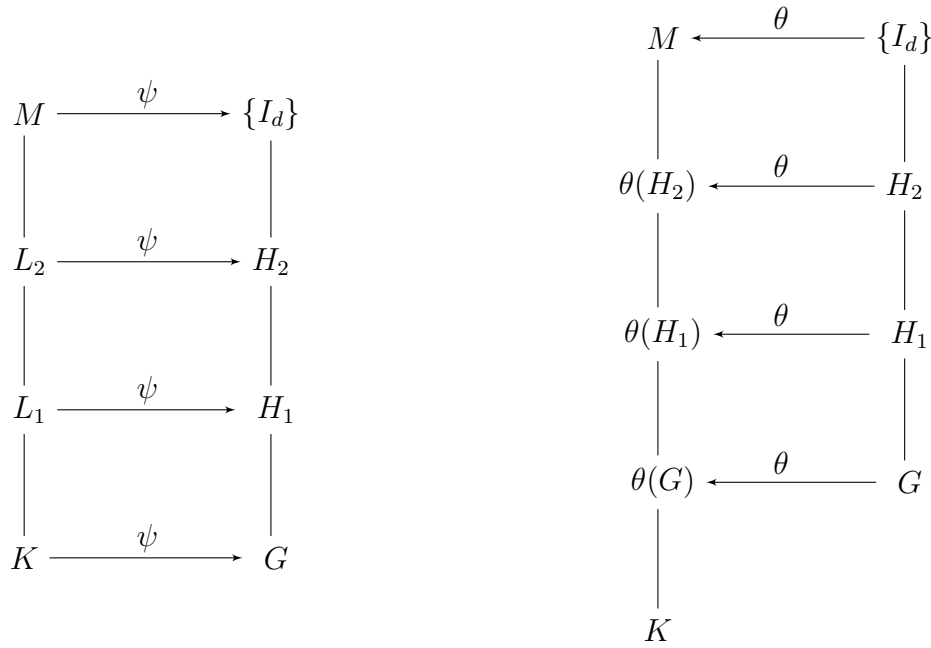 M ψ {I_d}
L_2 ψ H_2
L_1 ψ H_1
K ψ G
M θ {I_d}
θ(H_2) θ H_2
θ(H_1) θ H_1
θ(G) θ G
K